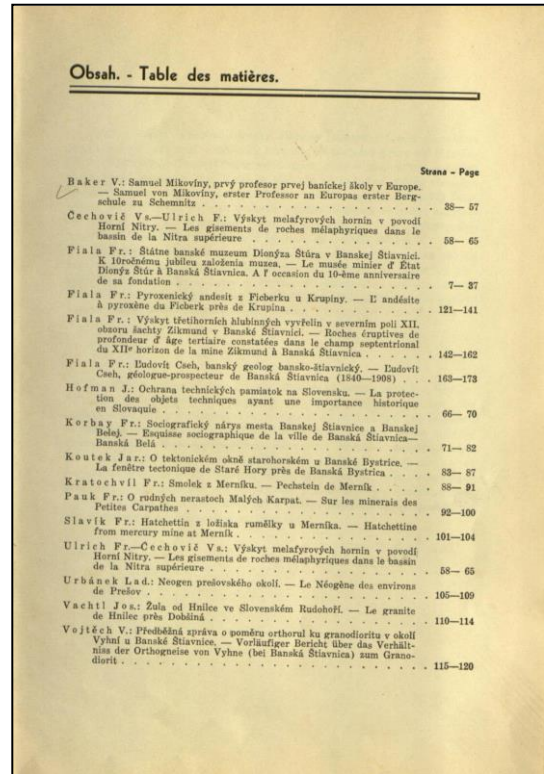 Obsah. - Table des matières.
Strana - Page
Baker V.: Samuel Mikovíny, prvý profesor prvej baníckej školy v Europe.
— Samuel von Mikoviny, erster Professor an Europas erster Berg-
schule zu Schemnitz . . . . . . . . . . . . . 38— 57
Čechovič Vs.—Ulrich F.: Výskyt melafyrových hornin v povodí
Horní Nitry. — Les gisements de roches mélaphyriques dans le
bassin de la Nitra supérieure . . . . . . . . . . . 58— 65
Fiala Fr.: Štátne banské muzeum Dionýza Štúra v Banskej Štiavnici.
K 10ročnému jubileu založenia muzea. — Le musée minier d' État
Dionýz Štúr à Banská Štiavnica. A l' occasion du 10-ème anniversaire
de sa fondation . . . . . . . . . . . . . . 7— 37
Fiala Fr.: Pyroxenický andesit z Ficberku u Krupiny. — L' andésite
à pyroxène du Ficberk près de Krupina . . . . . . . . 121—141
Fiala Fr.: Výskyt třetihorních hlubinných vyvřelin v severním poli XII.
obzoru šachty Zikmund v Banské Štiavnici. — Roches éruptives de
profondeur d' âge tertiaire constatées dans le champ septentrional
du XIIe horizon de la mine Zikmund à Banská Štiavnica . . . . 142—162
Fiala Fr.: Ľudovít Cseh, banský geolog bansko-štiavnický. — Ľudovít
Cseh, géologue-prospecteur de Banská Štiavnica (1840—1908) . . 163—173
Hofman J.: Ochrana technických pamiatok na Slovensku. — La protec-
tion des objets techniques ayant une importance historique
en Slovaquie . . . . . . . . . . . . . . . 66— 70
Korbay Fr.: Sociografický nárys mesta Banskej Štiavnice a Banskej
Belej. — Esquisse sociographique de la ville de Banská Štiavnica—
Banská Belá . . . . . . . . . . . . . . . 71— 82
Koutek Jar.: O tektonickém okně starohorském u Banské Bystrice. —
La fenêtre tectonique de Staré Hory près de Banská Bystrica . . 83— 87
Kratochvíl Fr.: Smolek z Merníku. — Pechstein de Merník . . . 88— 91
Pauk Fr.: O rudných nerastoch Malých Karpat. — Sur les minerais des
Petites Carpathes . . . . . . . . . . . . . 92—100
Slavík Fr.: Hatchettin z ložiska rumělky u Merníka. — Hatchettine
from mercury mine at Merník . . . . . . . . . . . 101—104
Ulrich Fr.—Čechovič Vs.: Výskyt melafyrových hornin v povodí
Horní Nitry. — Les gisements de roches mélaphyriques dans le bassin
de la Nitra supérieure . . . . . . . . . . . . 58— 65
Urbánek Lad.: Neogen prešovského okolí. — Le Néogène des environs
de Prešov . . . . . . . . . . . . . . . . 105—109
Vachtl Jos.: Žula od Hnilce ve Slovenském Rudohoří. — Le granite
de Hnilec près Dobšiná . . . . . . . . . . . . 110—114
Vojtěch V.: Předběžná zpráva o poměru orthorul ku granodioritu v okolí
Vyhní u Banské Štiavnice. — Vorläufiger Bericht über das Verhält-
niss der Orthogneise von Vyhne (bei Banská Štiavnica) zum Grano-
diorit . . . . . . . . . . . . . . . . . 115—120